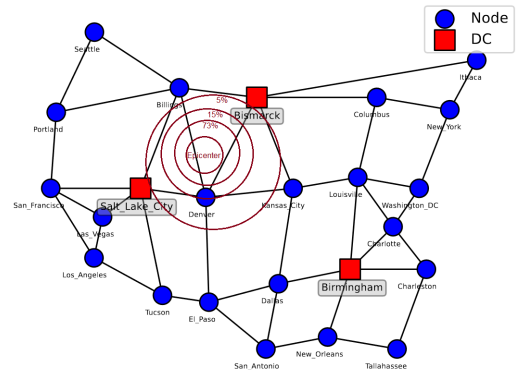 Node
DC
Seattle
Ithaca
Billings
5%
Bismarck
Columbus
New_York
15%
73%
Portland
Epicenter
San_Francisco
Salt_Lake_City
Denver
Kansas_City
Louisville
Washington_DC
Las_Vegas
Charlotte
Los_Angeles
Birmingham
Charleston
Tucson
El_Paso
Dallas
New_Orleans
San_Antonio
Tallahassee